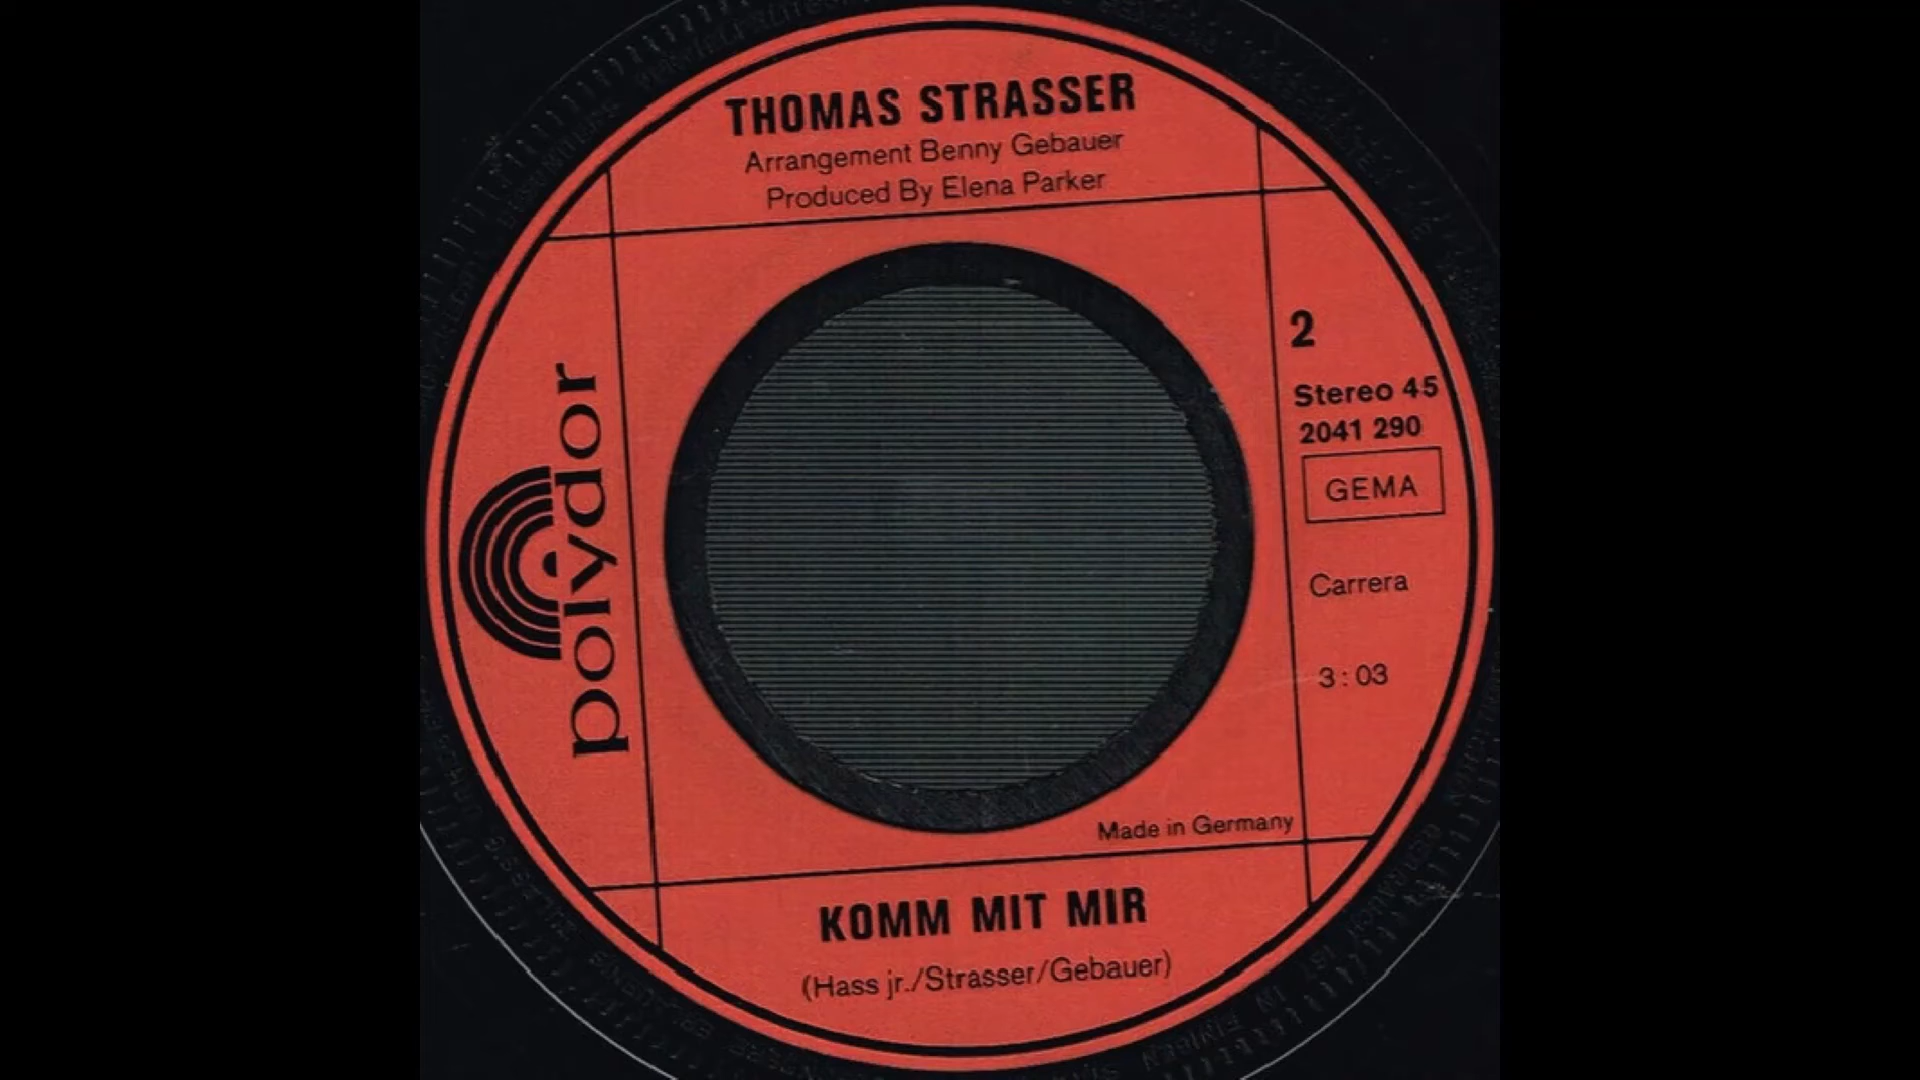 THOMAS STRASSER
Arrangement Benny Gebauer
Produced By Elena Parker
polydor
2
Stereo 45
2041 290
GEMA
Carrera
3:03
Made in Germany
KOMM MIT MIR
(Hass jr./Strasser/Gebauer)